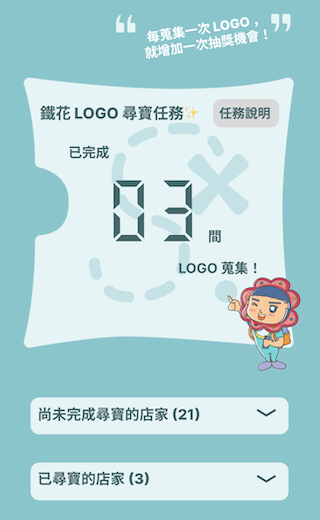 ❝ 每蒐集一次 LOGO，
就增加一次抽獎機會！ ❞
鐵花 LOGO 尋寶任務✨
任務說明
已完成
03 間
LOGO 蒐集！
尚未完成尋寶的店家 (21)
已尋寶的店家 (3)